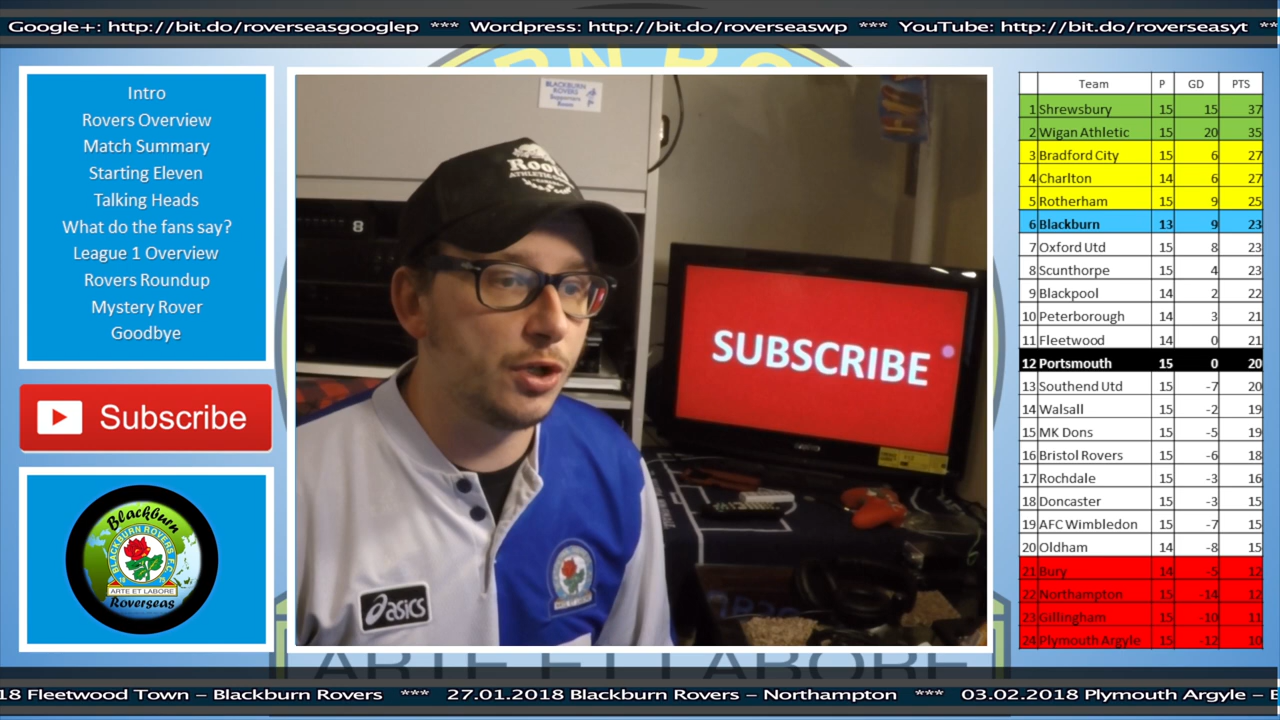 Google+: http://bit.do/roverseasgooglep *** Wordpress: http://bit.do/roverseaswp *** YouTube: http://bit.do/roverseasyt **
Intro
Rovers Overview
Match Summary
Starting Eleven
Talking Heads
What do the fans say?
League 1 Overview
Rovers Roundup
Mystery Rover
Goodbye
Subscribe
Blackburn
BLACKBURN ROVERS F.C.
18 75
ARTE ET LABORE
Roverseas
BLACKBURN
ROVERS
Supporters
Roots
8
SUBSCRIBE
asics
Team P GD PTS
1 Shrewsbury 15 15 37
2 Wigan Athletic 15 20 35
3 Bradford City 15 6 27
4 Charlton 14 6 27
5 Rotherham 15 9 25
6 Blackburn 13 9 23
7 Oxford Utd 15 8 23
8 Scunthorpe 15 4 23
9 Blackpool 14 2 22
10 Peterborough 14 3 21
11 Fleetwood 14 0 21
12 Portsmouth 15 0 20
13 Southend Utd 15 -7 20
14 Walsall 15 -2 19
15 MK Dons 15 -5 19
16 Bristol Rovers 15 -6 18
17 Rochdale 15 -3 16
18 Doncaster 15 -3 15
19 AFC Wimbledon 15 -7 15
20 Oldham 14 -8 15
21 Bury 14 -5 12
22 Northampton 15 -14 12
23 Gillingham 15 -10 11
24 Plymouth Argyle 15 -12 10
ARTE ET LABORE
18 Fleetwood Town – Blackburn Rovers *** 27.01.2018 Blackburn Rovers – Northampton *** 03.02.2018 Plymouth Argyle –